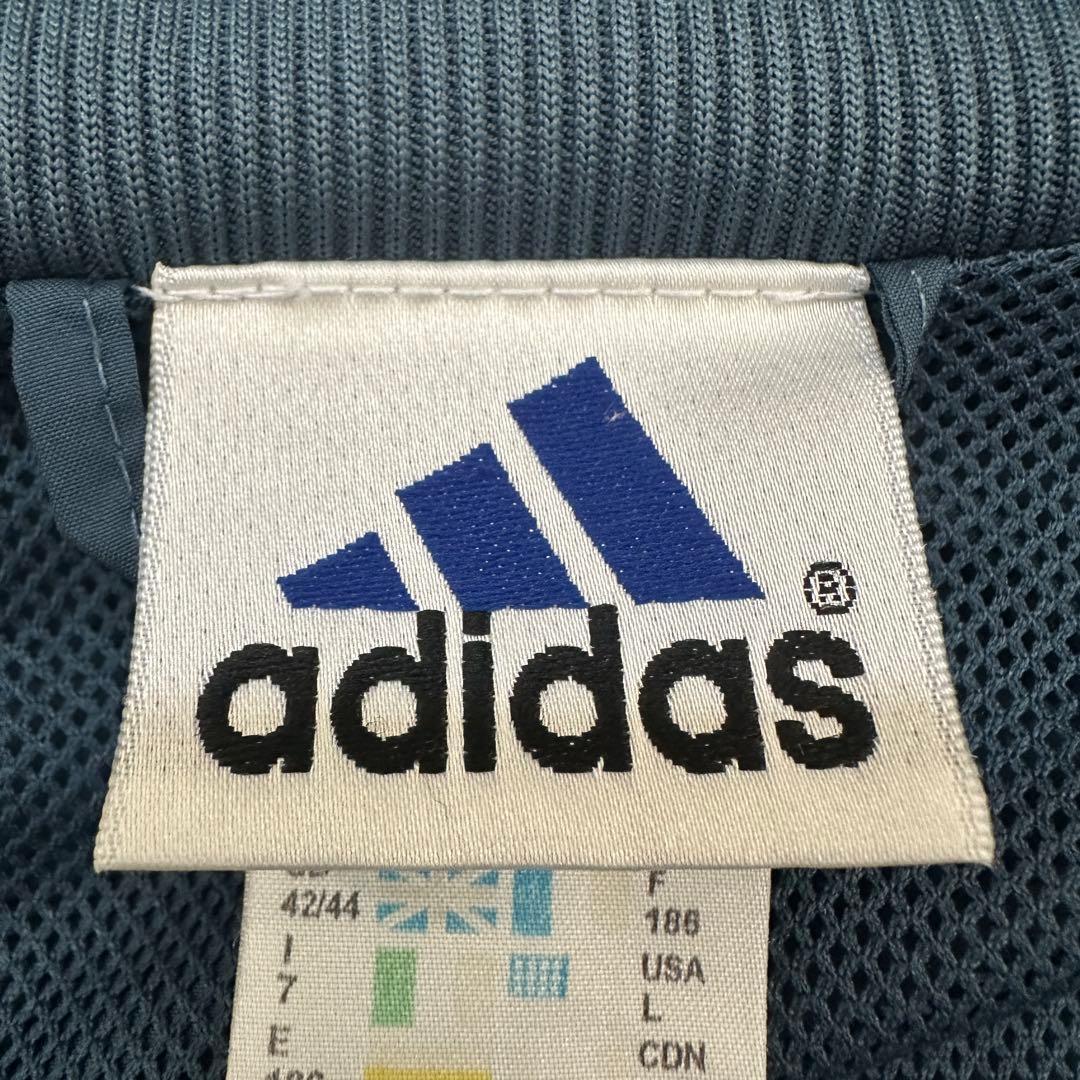 adidas ®
F
42/44
186
I
USA
7
L
E
CDN